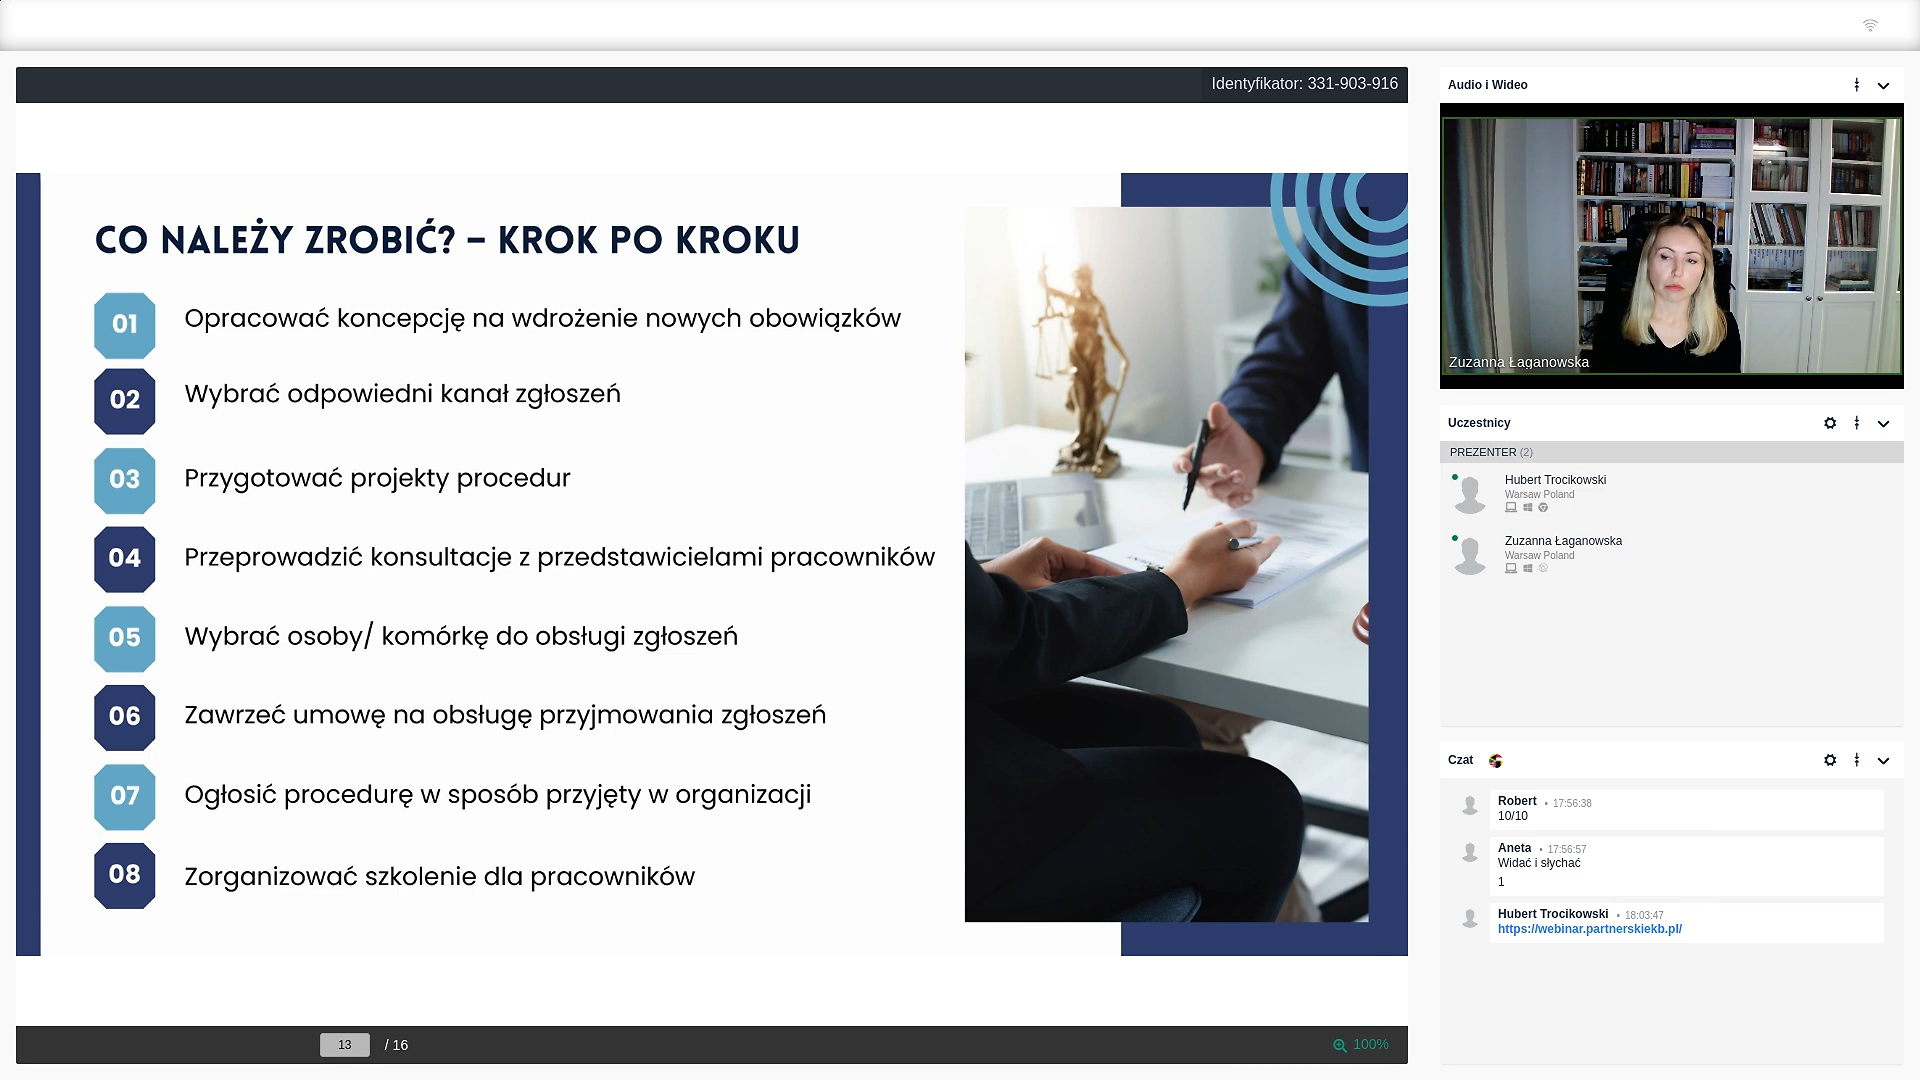 Identyfikator: 331-903-916
CO NALEŻY ZROBIĆ? – KROK PO KROKU
01 Opracować koncepcję na wdrożenie nowych obowiązków
02 Wybrać odpowiedni kanał zgłoszeń
03 Przygotować projekty procedur
04 Przeprowadzić konsultacje z przedstawicielami pracowników
05 Wybrać osoby/ komórkę do obsługi zgłoszeń
06 Zawrzeć umowę na obsługę przyjmowania zgłoszeń
07 Ogłosić procedurę w sposób przyjęty w organizacji
08 Zorganizować szkolenie dla pracowników
13 / 16
100%
Audio i Wideo
Zuzanna Łaganowska
Uczestnicy
PREZENTER (2)
Hubert Trocikowski
Warsaw Poland
Zuzanna Łaganowska
Warsaw Poland
Czat
Robert • 17:56:38
10/10
Aneta • 17:56:57
Widać i słychać
1
Hubert Trocikowski • 18:03:47
https://webinar.partnerskiekb.pl/